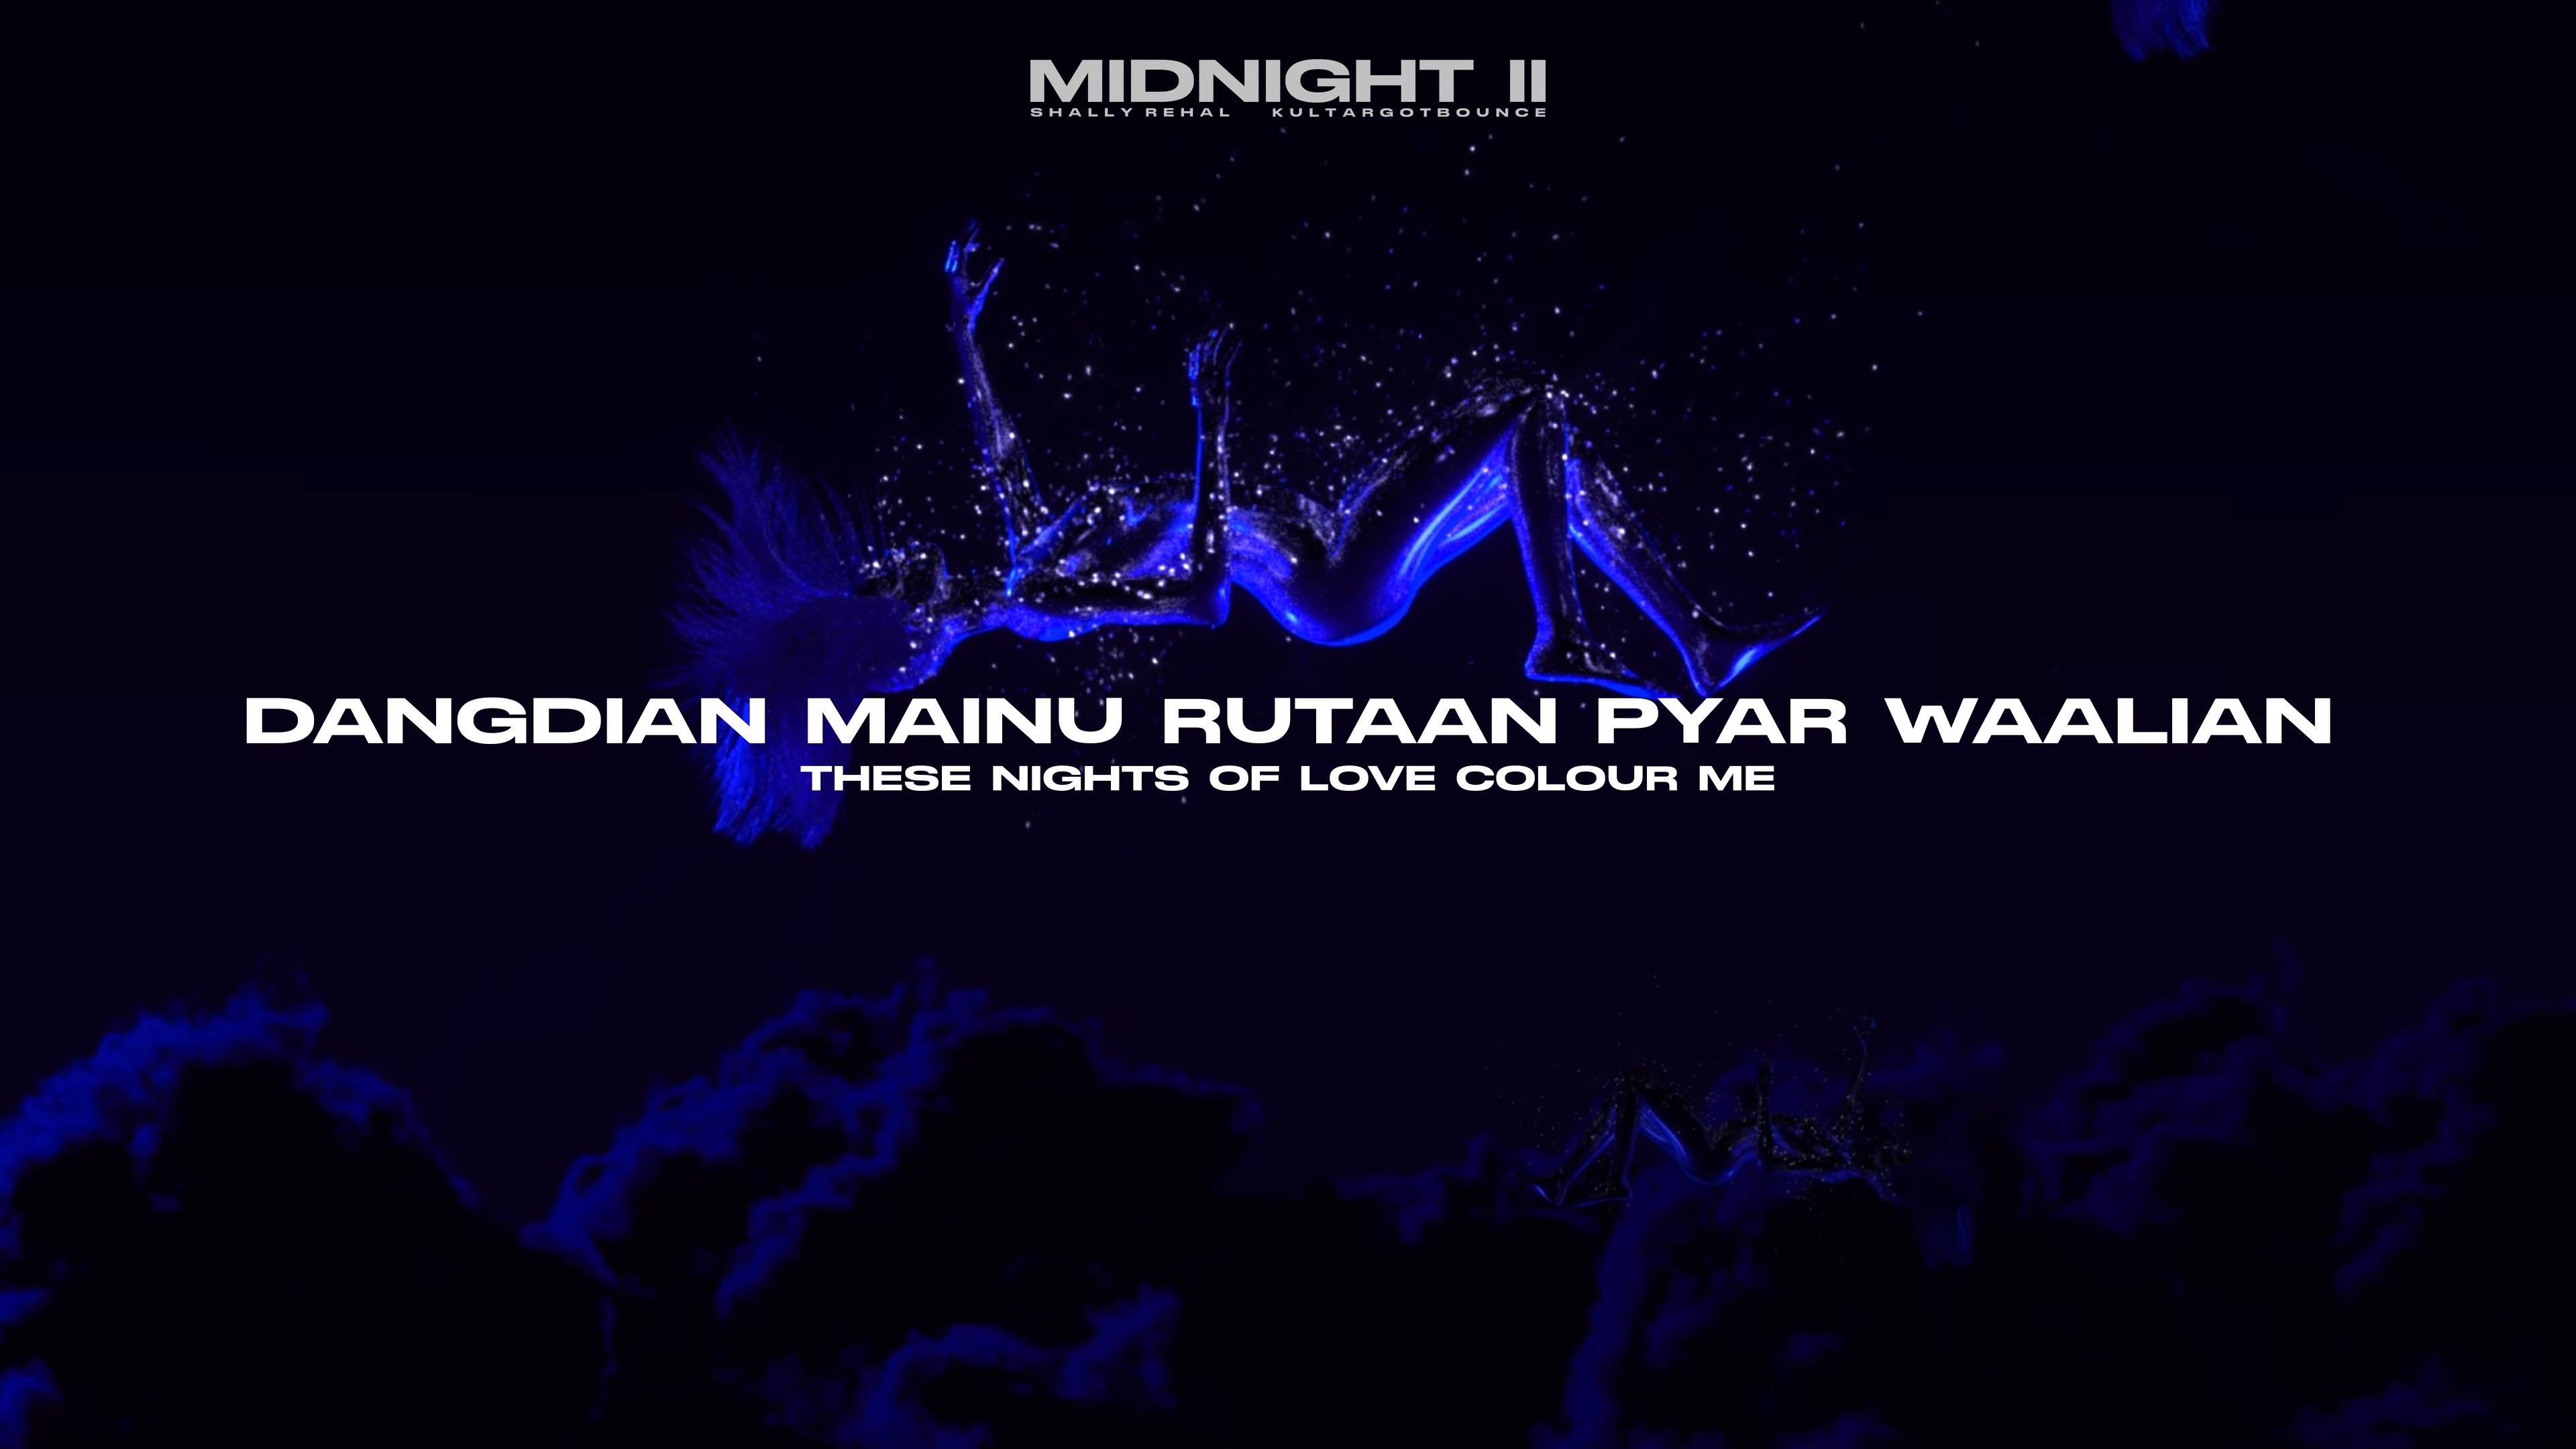 MIDNIGHT II
SHALLY REHAL KULTARGOTBOUNCE
DANGDIAN MAINU RUTAAN PYAR WAALIAN
THESE NIGHTS OF LOVE COLOUR ME